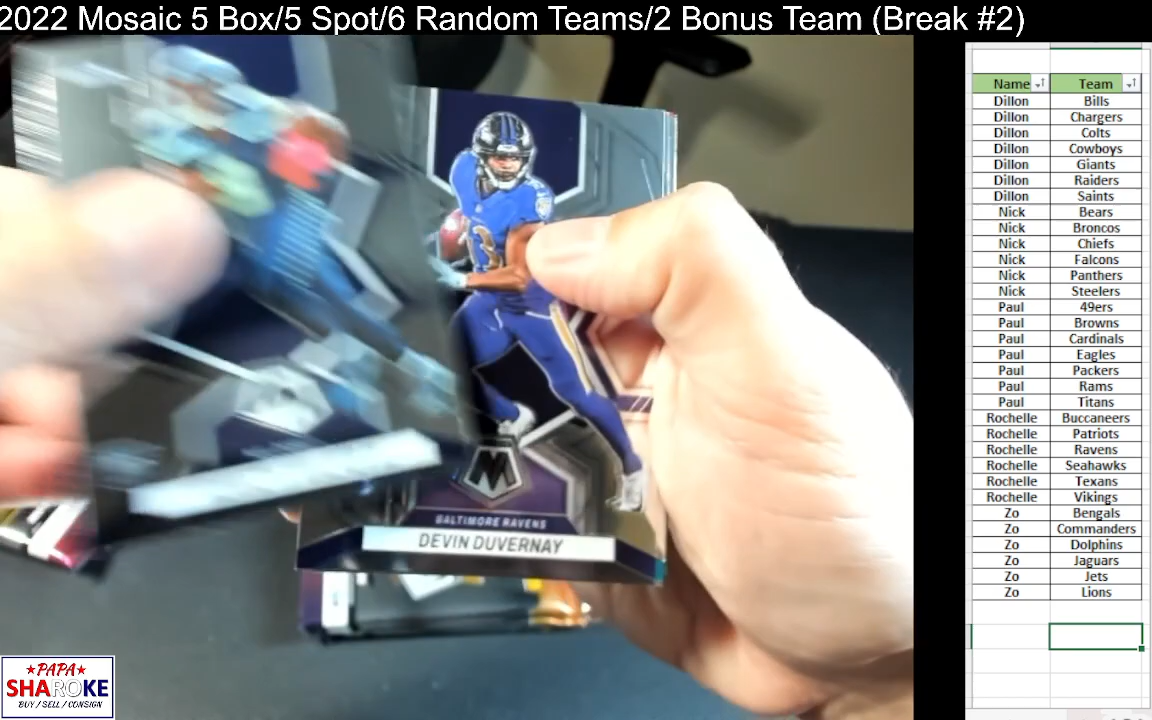 2022 Mosaic 5 Box/5 Spot/6 Random Teams/2 Bonus Team (Break #2)
Name Team
Dillon Bills
Dillon Chargers
Dillon Colts
Dillon Cowboys
Dillon Giants
Dillon Raiders
Dillon Saints
Nick Bears
Nick Broncos
Nick Chiefs
Nick Falcons
Nick Panthers
Nick Steelers
Paul 49ers
Paul Browns
Paul Cardinals
Paul Eagles
Paul Packers
Paul Rams
Paul Titans
Rochelle Buccaneers
Rochelle Patriots
Rochelle Ravens
Rochelle Seahawks
Rochelle Texans
Rochelle Vikings
Zo Bengals
Zo Commanders
Zo Dolphins
Zo Jaguars
Zo Jets
Zo Lions
M
BALTIMORE RAVENS
DEVIN DUVERNAY
PAPA
SHAROKE
BUY / SELL / CONSIGN